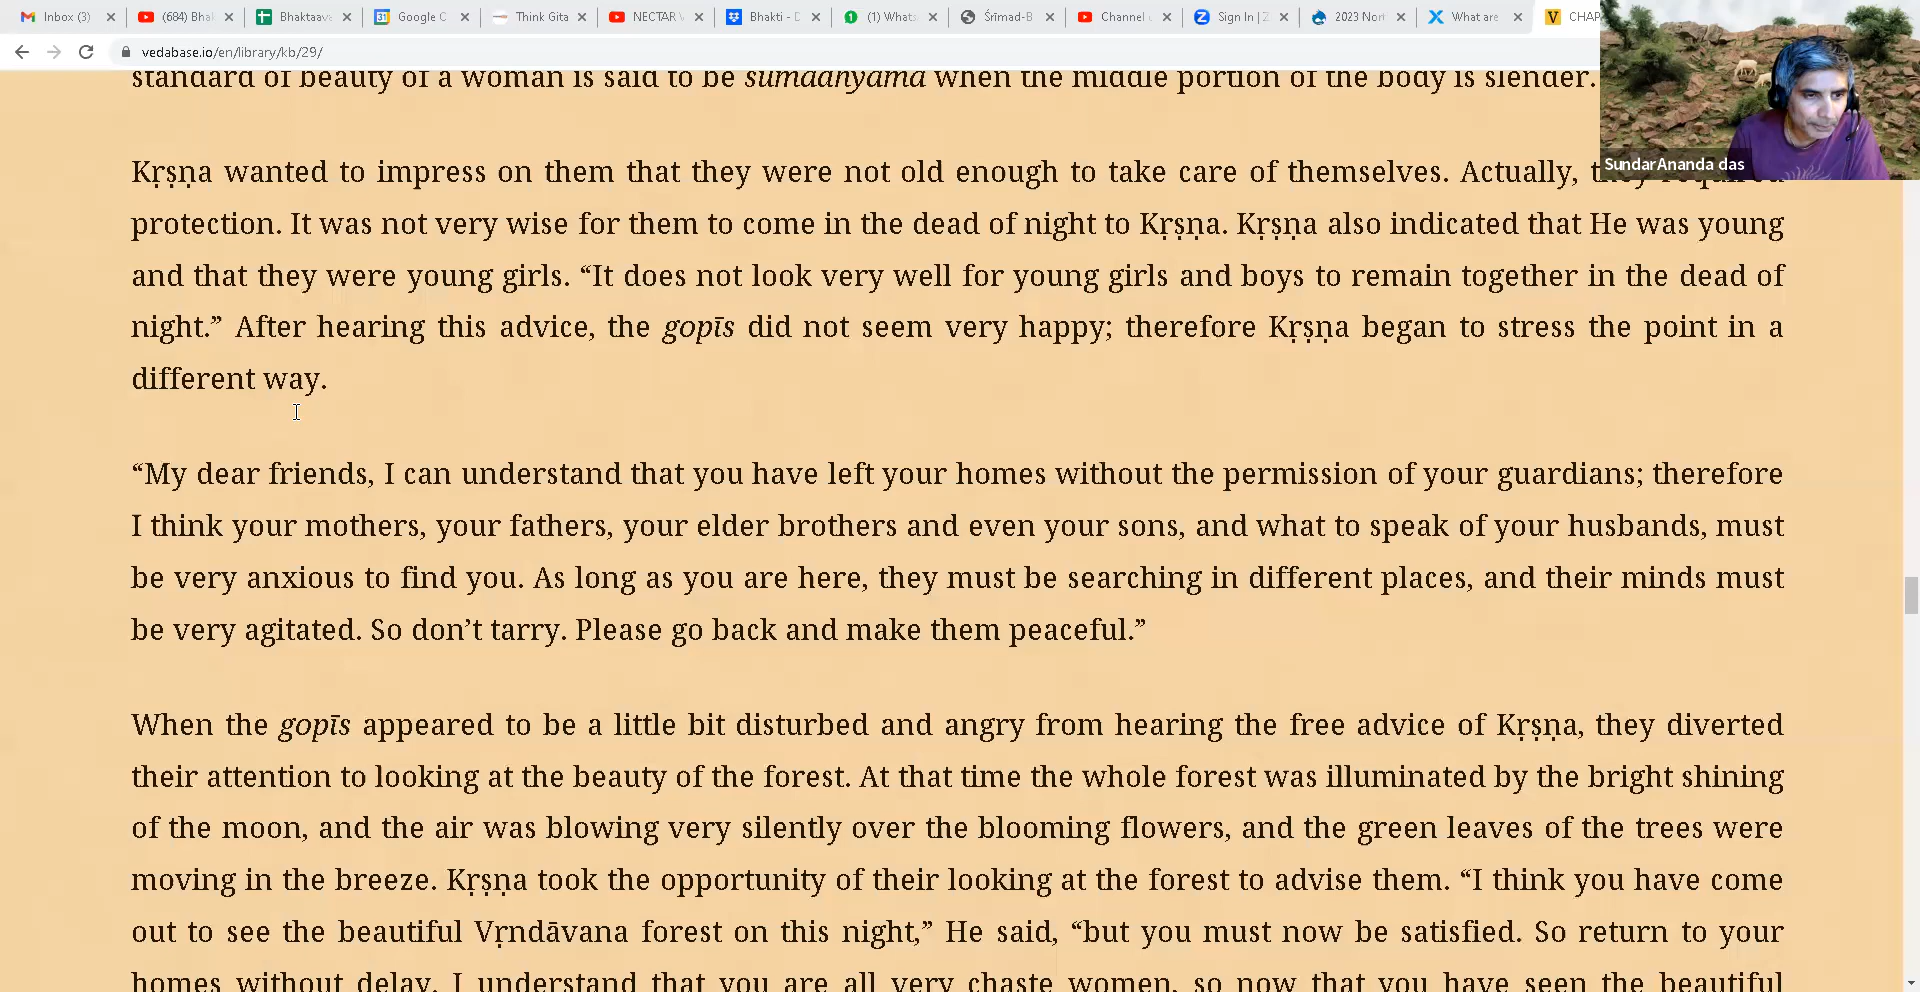 Inbox (3)
(684) Bhal
Bhaktaava
Google C
Think Gita
NECTAR
Bhakti - D
(1) Whats
Śrīmad-B
Channel
Sign In | Z
2023 Nor
What are
CHAP
vedabase.io/en/library/kb/29/
standard of beauty of a woman is said to be sumadhyamā when the middle portion of the body is slender.
SundarAnanda das
Kṛṣṇa wanted to impress on them that they were not old enough to take care of themselves. Actually, they required
protection. It was not very wise for them to come in the dead of night to Kṛṣṇa. Kṛṣṇa also indicated that He was young
and that they were young girls. “It does not look very well for young girls and boys to remain together in the dead of
night.” After hearing this advice, the gopīs did not seem very happy; therefore Kṛṣṇa began to stress the point in a
different way.
“My dear friends, I can understand that you have left your homes without the permission of your guardians; therefore
I think your mothers, your fathers, your elder brothers and even your sons, and what to speak of your husbands, must
be very anxious to find you. As long as you are here, they must be searching in different places, and their minds must
be very agitated. So don’t tarry. Please go back and make them peaceful.”
When the gopīs appeared to be a little bit disturbed and angry from hearing the free advice of Kṛṣṇa, they diverted
their attention to looking at the beauty of the forest. At that time the whole forest was illuminated by the bright shining
of the moon, and the air was blowing very silently over the blooming flowers, and the green leaves of the trees were
moving in the breeze. Kṛṣṇa took the opportunity of their looking at the forest to advise them. “I think you have come
out to see the beautiful Vṛndāvana forest on this night,” He said, “but you must now be satisfied. So return to your
homes without delay. I understand that you are all very chaste women, so now that you have seen the beautiful